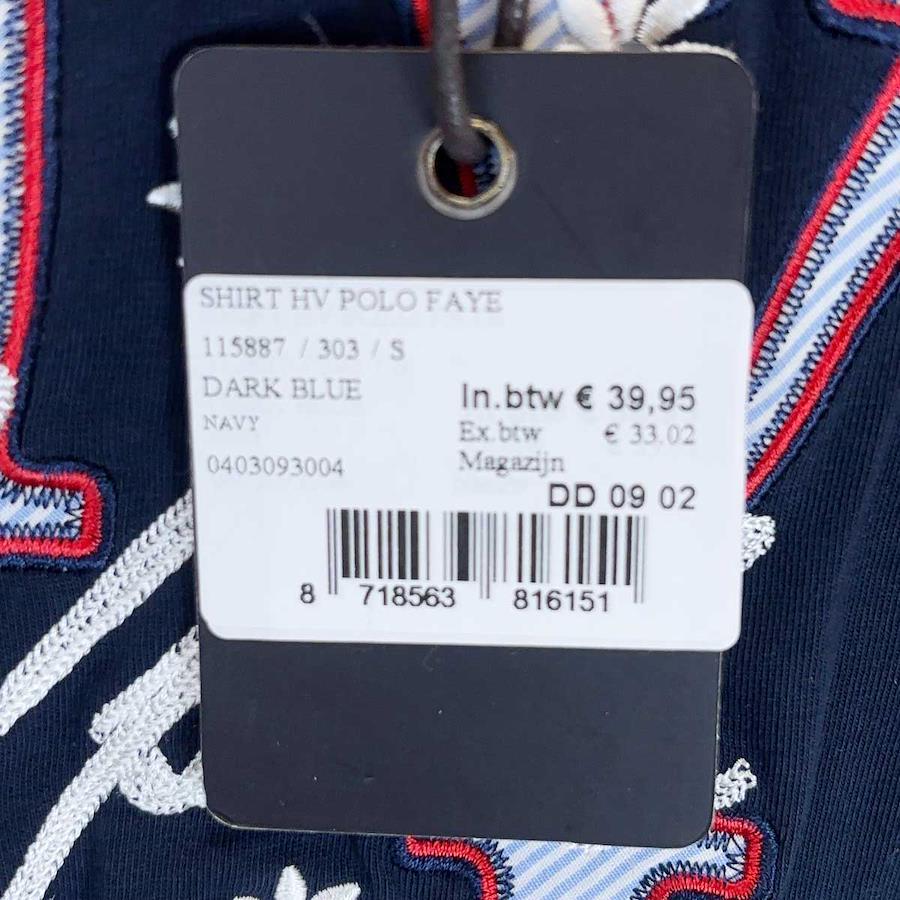 SHIRT HV POLO FAYE
115887 / 303 / S
DARK BLUE
In.btw € 39,95
NAVY
Ex.btw € 33.02
0403093004
Magazijn
DD 09 02
8 718563 816151